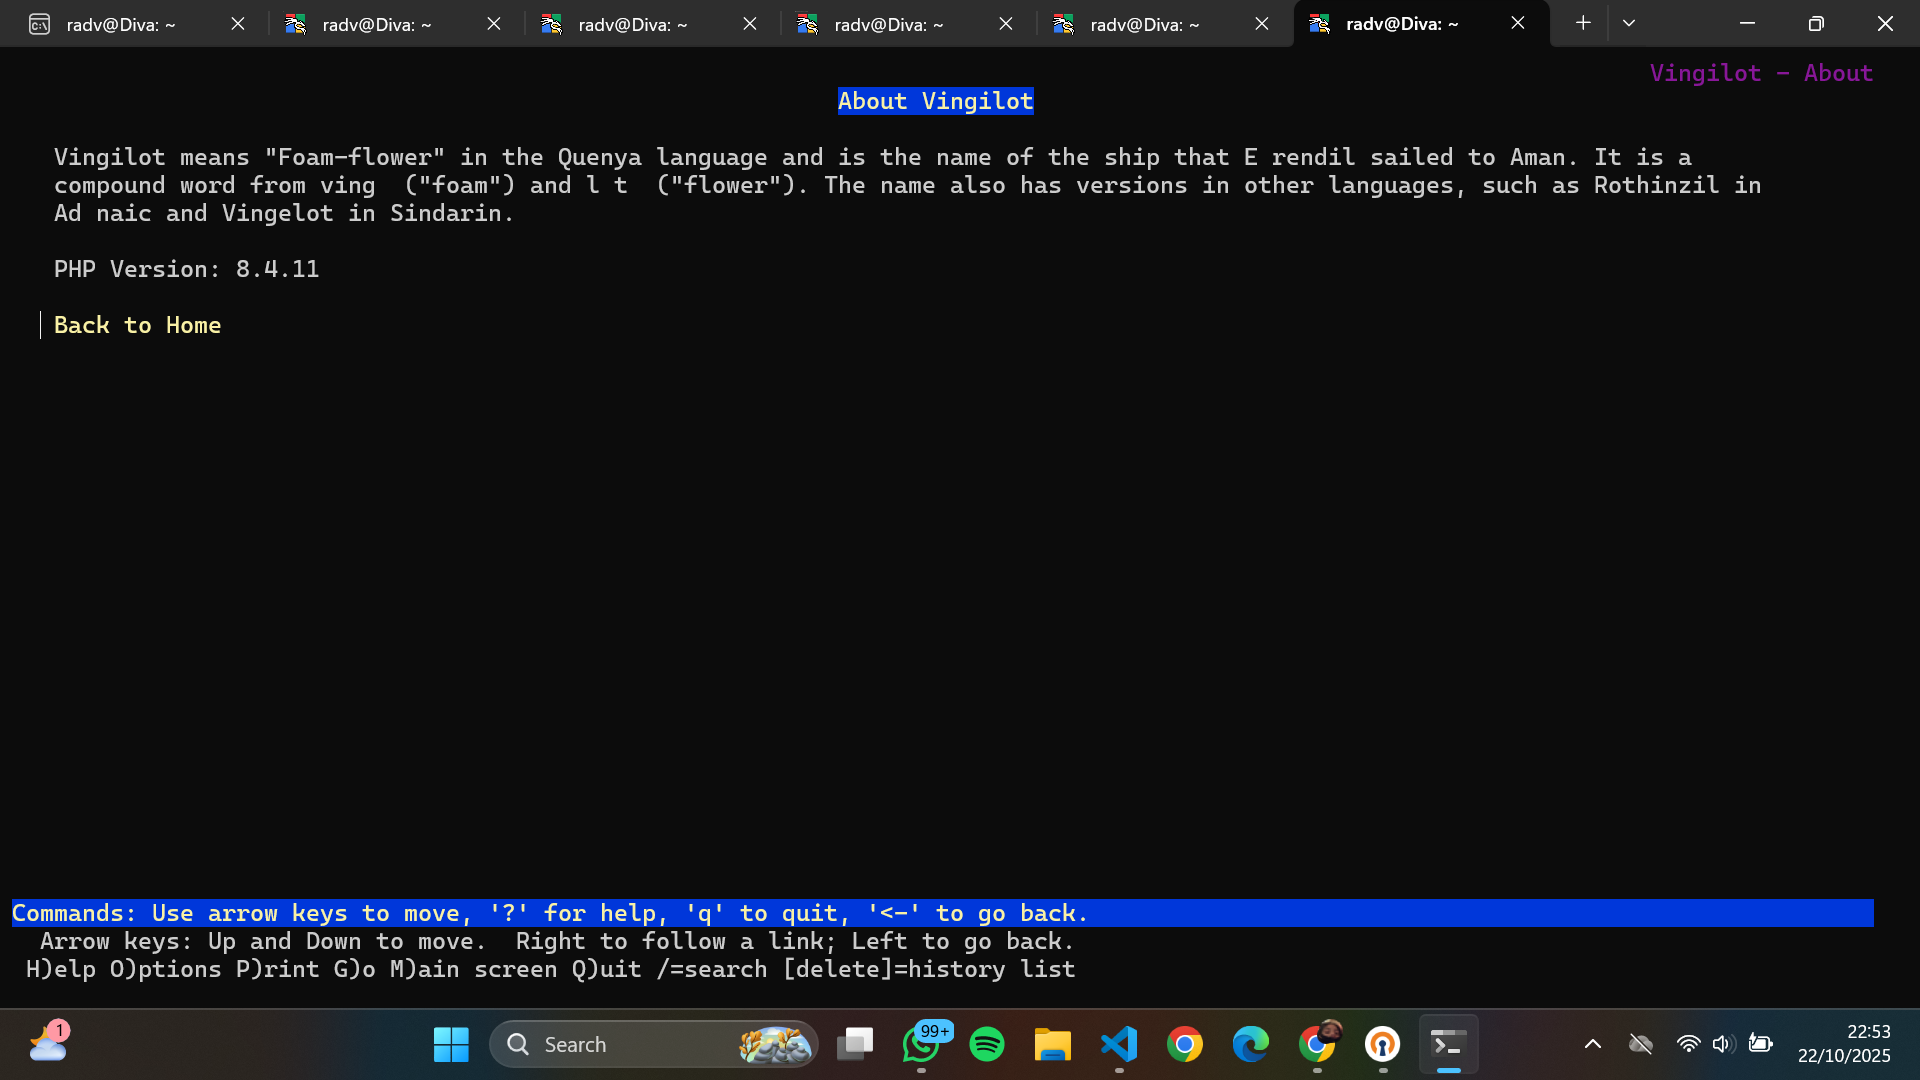 radv@Diva: ~
radv@Diva: ~
radv@Diva: ~
radv@Diva: ~
radv@Diva: ~
radv@Diva: ~
Vingilot - About
About Vingilot
Vingilot means "Foam-flower" in the Quenya language and is the name of the ship that E rendil sailed to Aman. It is a
compound word from ving  ("foam") and l t  ("flower"). The name also has versions in other languages, such as Rothinzil in
Ad naic and Vingelot in Sindarin.
PHP Version: 8.4.11
Back to Home
Commands: Use arrow keys to move, '?' for help, 'q' to quit, '<-' to go back.
Arrow keys: Up and Down to move.  Right to follow a link; Left to go back.
H)elp O)ptions P)rint G)o M)ain screen Q)uit /=search [delete]=history list
1
Search
99+
22:53
22/10/2025